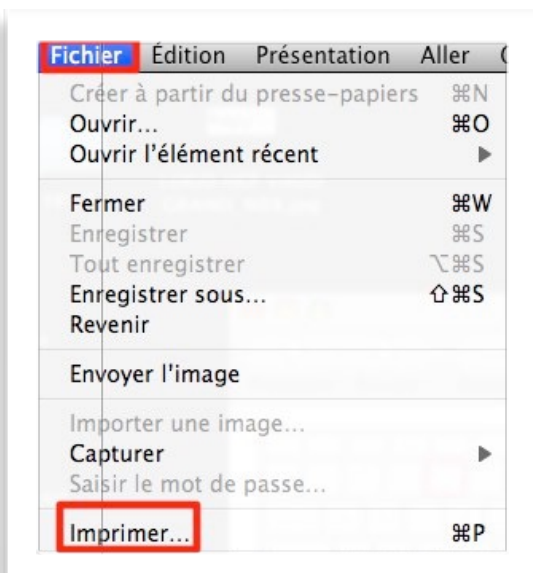 Fichier Édition Présentation Aller
Créer à partir du presse-papiers ⌘N
Ouvrir... ⌘O
Ouvrir l'élément récent ▶
Fermer ⌘W
Enregistrer ⌘S
Tout enregistrer ⌥⌘S
Enregistrer sous... ⇧⌘S
Revenir
Envoyer l'image
Importer une image...
Capturer ▶
Saisir le mot de passe...
Imprimer... ⌘P